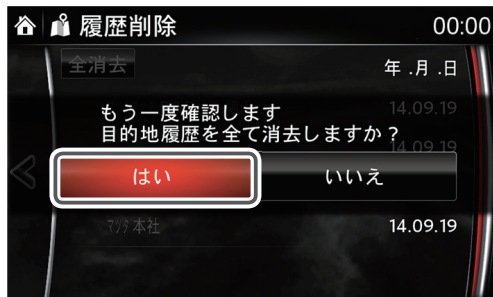 履歴削除 00:00
全消去 年 .月 .日
もう一度確認します 14.09.19
目的地履歴を全て消去しますか？ 14.09.19
はい いいえ
マツダ本社 14.09.19